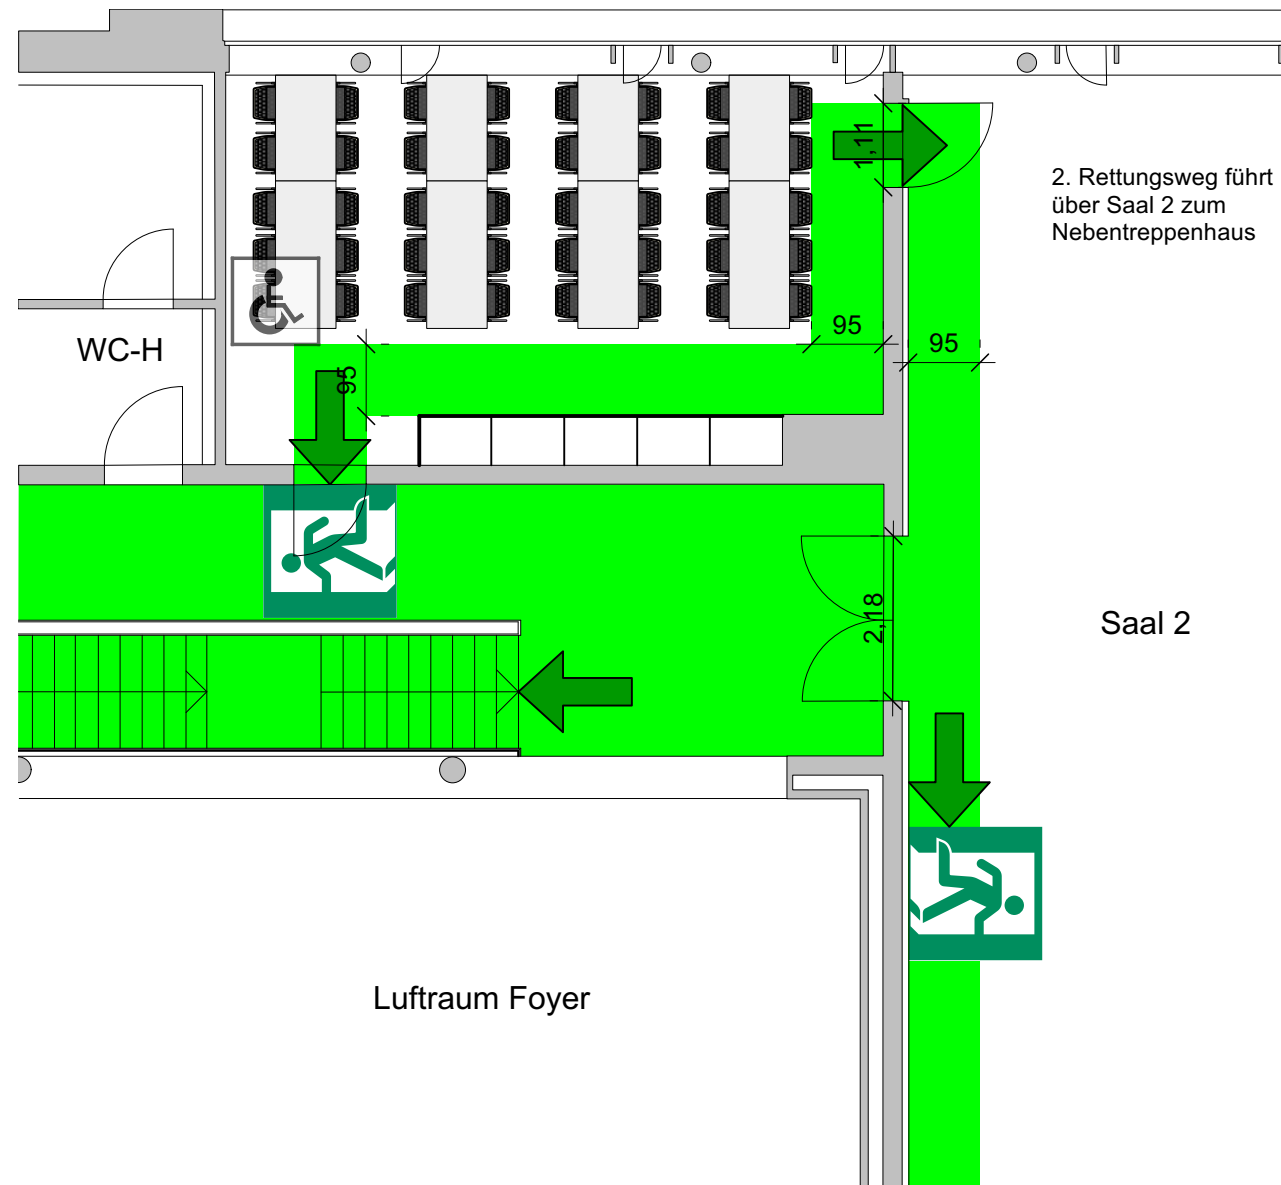 1,11
2. Rettungsweg führt
über Saal 2 zum
Nebentreppenhaus
95
95
WC-H
95
2,18
Saal 2
Luftraum Foyer